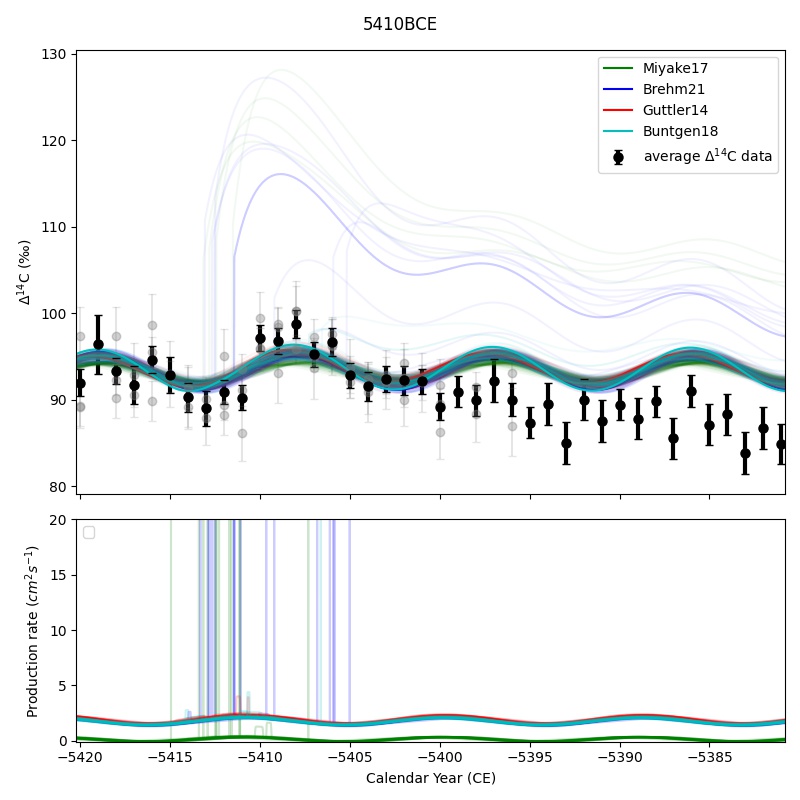 5410BCE
130
120
110
100
90
80
Δ¹⁴C (‰)
Miyake17
Brehm21
Guttler14
Buntgen18
average Δ¹⁴C data
20
15
10
5
0
Production rate (cm²s⁻¹)
−5420 −5415 −5410 −5405 −5400 −5395 −5390 −5385
Calendar Year (CE)